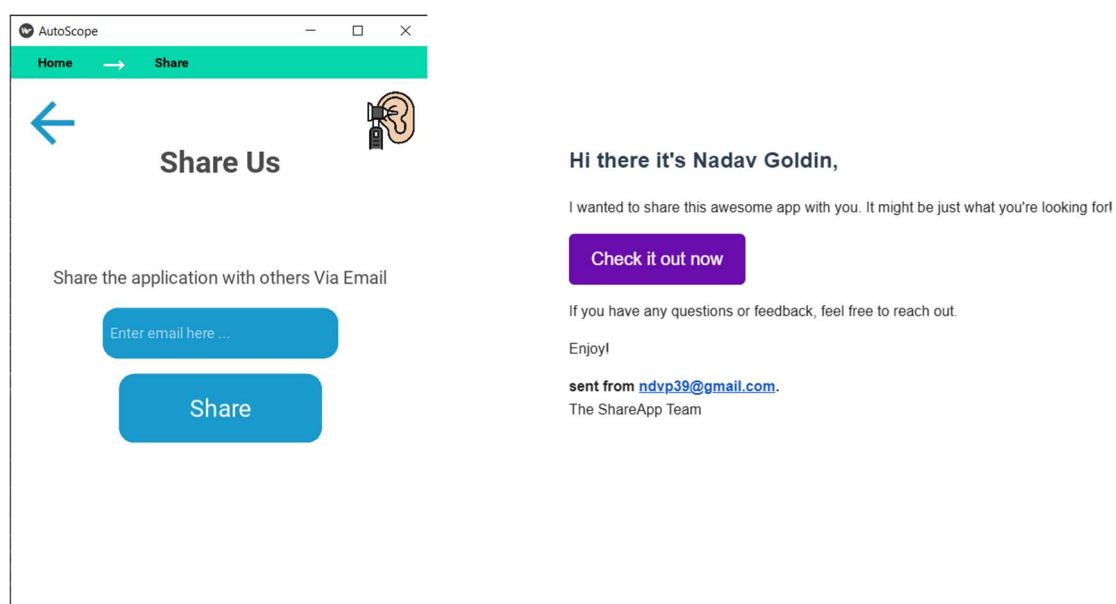 AutoScope
Home → Share
Share Us
Share the application with others Via Email
Enter email here ...
Share
Hi there it's Nadav Goldin,
I wanted to share this awesome app with you. It might be just what you're looking for!
Check it out now
If you have any questions or feedback, feel free to reach out.
Enjoy!
sent from ndvp39@gmail.com.
The ShareApp Team